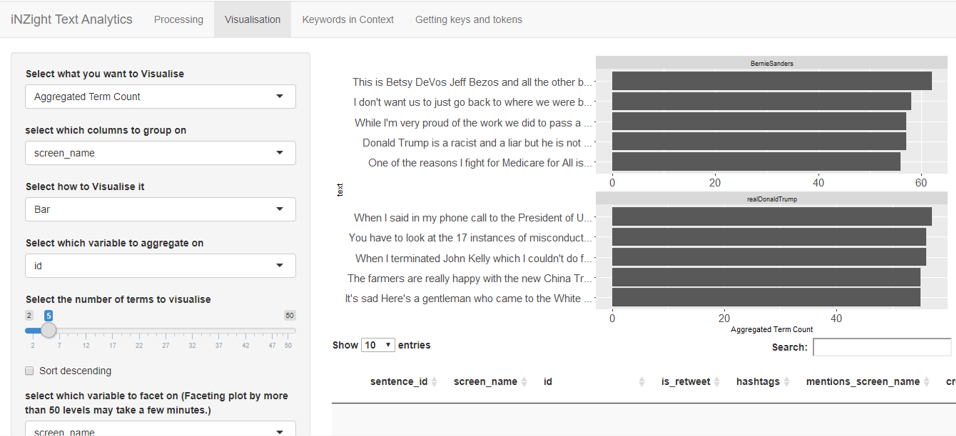 iNZight Text Analytics Processing Visualisation Keywords in Context Getting keys and tokens
Select what you want to Visualise
Aggregated Term Count
select which columns to group on
screen_name
Select how to Visualise it
Bar
Select which variable to aggregate on
id
Select the number of terms to visualise
2 5 50
2 7 12 17 22 27 32 37 42 47 50
Sort descending
select which variable to facet on (Faceting plot by more
than 50 levels may take a few minutes.)
screen_name
BernieSanders
This is Betsy DeVos Jeff Bezos and all the other b...
I don't want us to just go back to where we were b...
While I'm very proud of the work we did to pass a ...
Donald Trump is a racist and a liar but he is not ...
One of the reasons I fight for Medicare for All is...
0 20 40 60
text
realDonaldTrump
When I said in my phone call to the President of U...
You have to look at the 17 instances of misconduct...
When I terminated John Kelly which I couldn't do f...
The farmers are really happy with the new China Tr...
It's sad Here's a gentleman who came to the White ...
0 20 40
Aggregated Term Count
Show 10 entries Search:
sentence_id screen_name id is_retweet hashtags mentions_screen_name cr